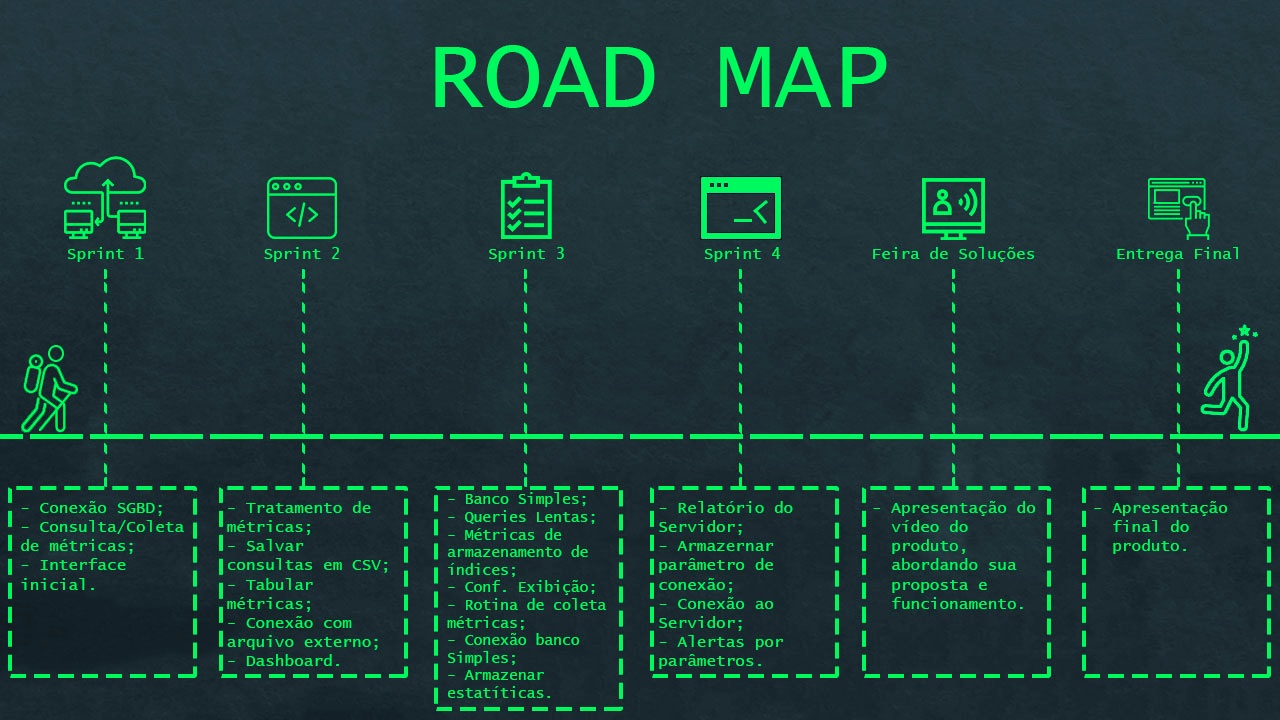 ROAD MAP
Sprint 1
Sprint 2
Sprint 3
Sprint 4
Feira de Soluções
Entrega Final
- Conexão SGBD;
- Consulta/Coleta
de métricas;
- Interface
inicial.
- Tratamento de
métricas;
- Salvar
consultas em CSV;
- Tabular
métricas;
- Conexão com
arquivo externo;
- Dashboard.
- Banco Simples;
- Queries Lentas;
- Métricas de
armazenamento de
índices;
- Conf. Exibição;
- Rotina de coleta
métricas;
- Conexão banco
Simples;
- Armazenar
estatíticas.
- Relatório do
Servidor;
- Armazernar
parâmetro de
conexão;
- Conexão ao
Servidor;
- Alertas por
parâmetros.
- Apresentação do
vídeo do
produto,
abordando sua
proposta e
funcionamento.
- Apresentação
final do
produto.